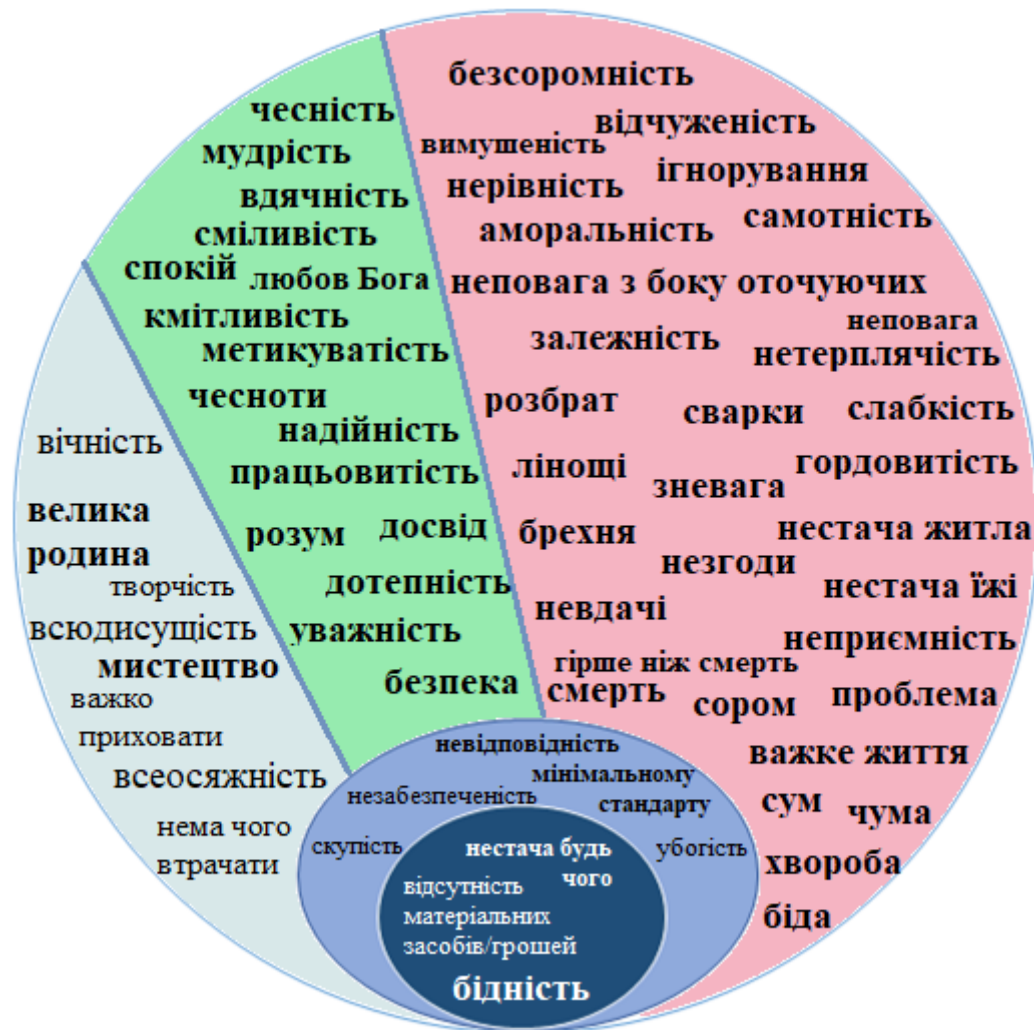 чесність
мудрість
вдячність
сміливість
спокій
любов Бога
кмітливість
метикуватість
чесноти
надійність
працьовитість
розум
досвід
дотепність
уважність
безпека
безсоромність
відчуженість
вимушеність
ігнорування
нерівність
самотність
аморальність
неповага з боку оточуючих
неповага
залежність
нетерплячість
розбрат
сварки
слабкість
лінощі
гордовитість
зневага
брехня
нестача житла
незгоди
нестача їжі
невдачі
неприємність
гірше ніж смерть
смерть
сором
проблема
важке життя
сум
чума
хвороба
біда
вічність
велика
родина
творчість
всюдисущість
мистецтво
важко
приховати
всеосяжність
нема чого
втрачати
невідповідність
мінімальному
стандарту
незабезпеченість
скупість
убогість
нестача будь
чого
відсутність
матеріальних
засобів/грошей
бідність